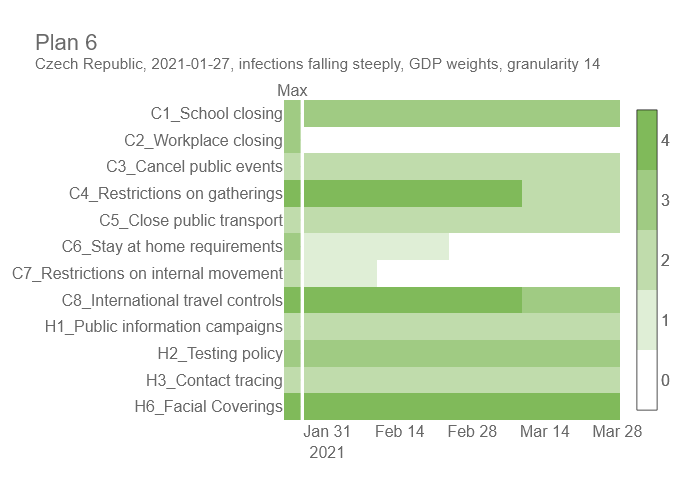 Plan 6
Czech Republic, 2021-01-27, infections falling steeply, GDP weights, granularity 14
Max
C1_School closing
C2_Workplace closing
C3_Cancel public events
C4_Restrictions on gatherings
C5_Close public transport
C6_Stay at home requirements
C7_Restrictions on internal movement
C8_International travel controls
H1_Public information campaigns
H2_Testing policy
H3_Contact tracing
H6_Facial Coverings
4
3
2
1
0
Jan 31 Feb 14 Feb 28 Mar 14 Mar 28
2021